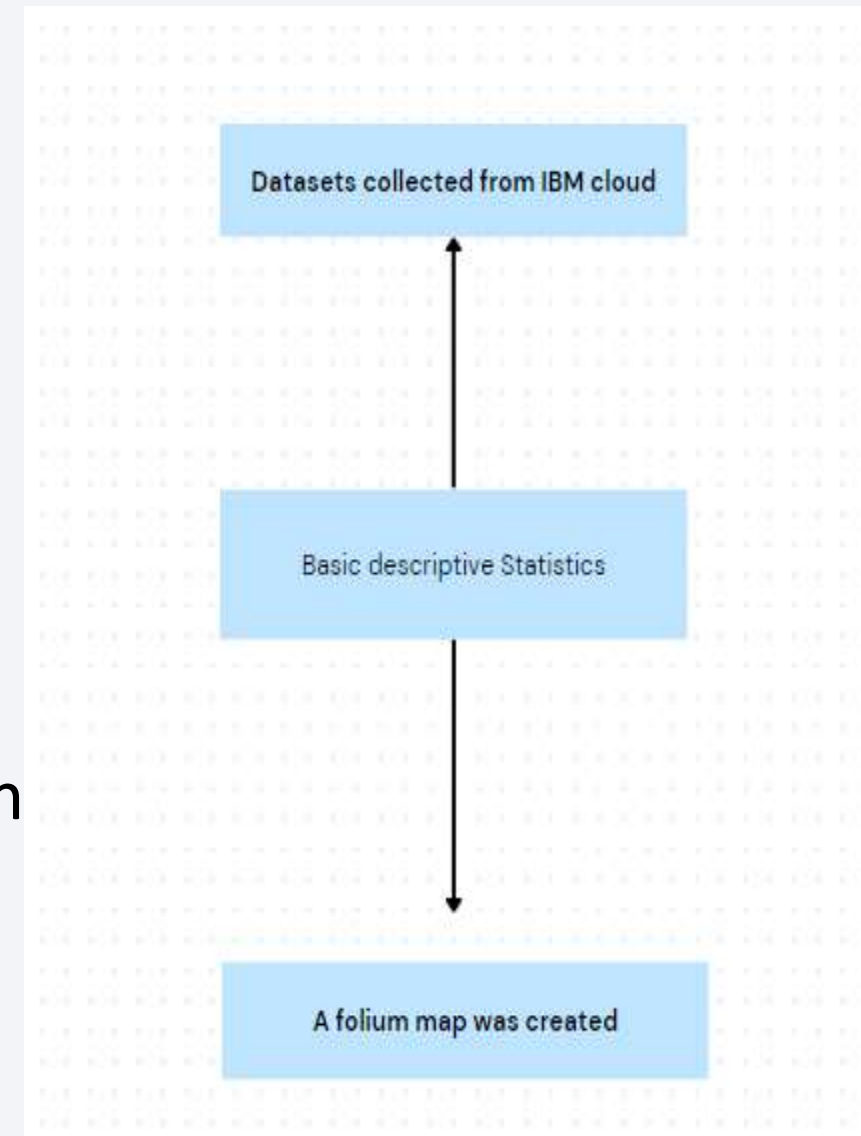 Datasets collected from IBM cloud
Basic descriptive Statistics
n
A folium map was created